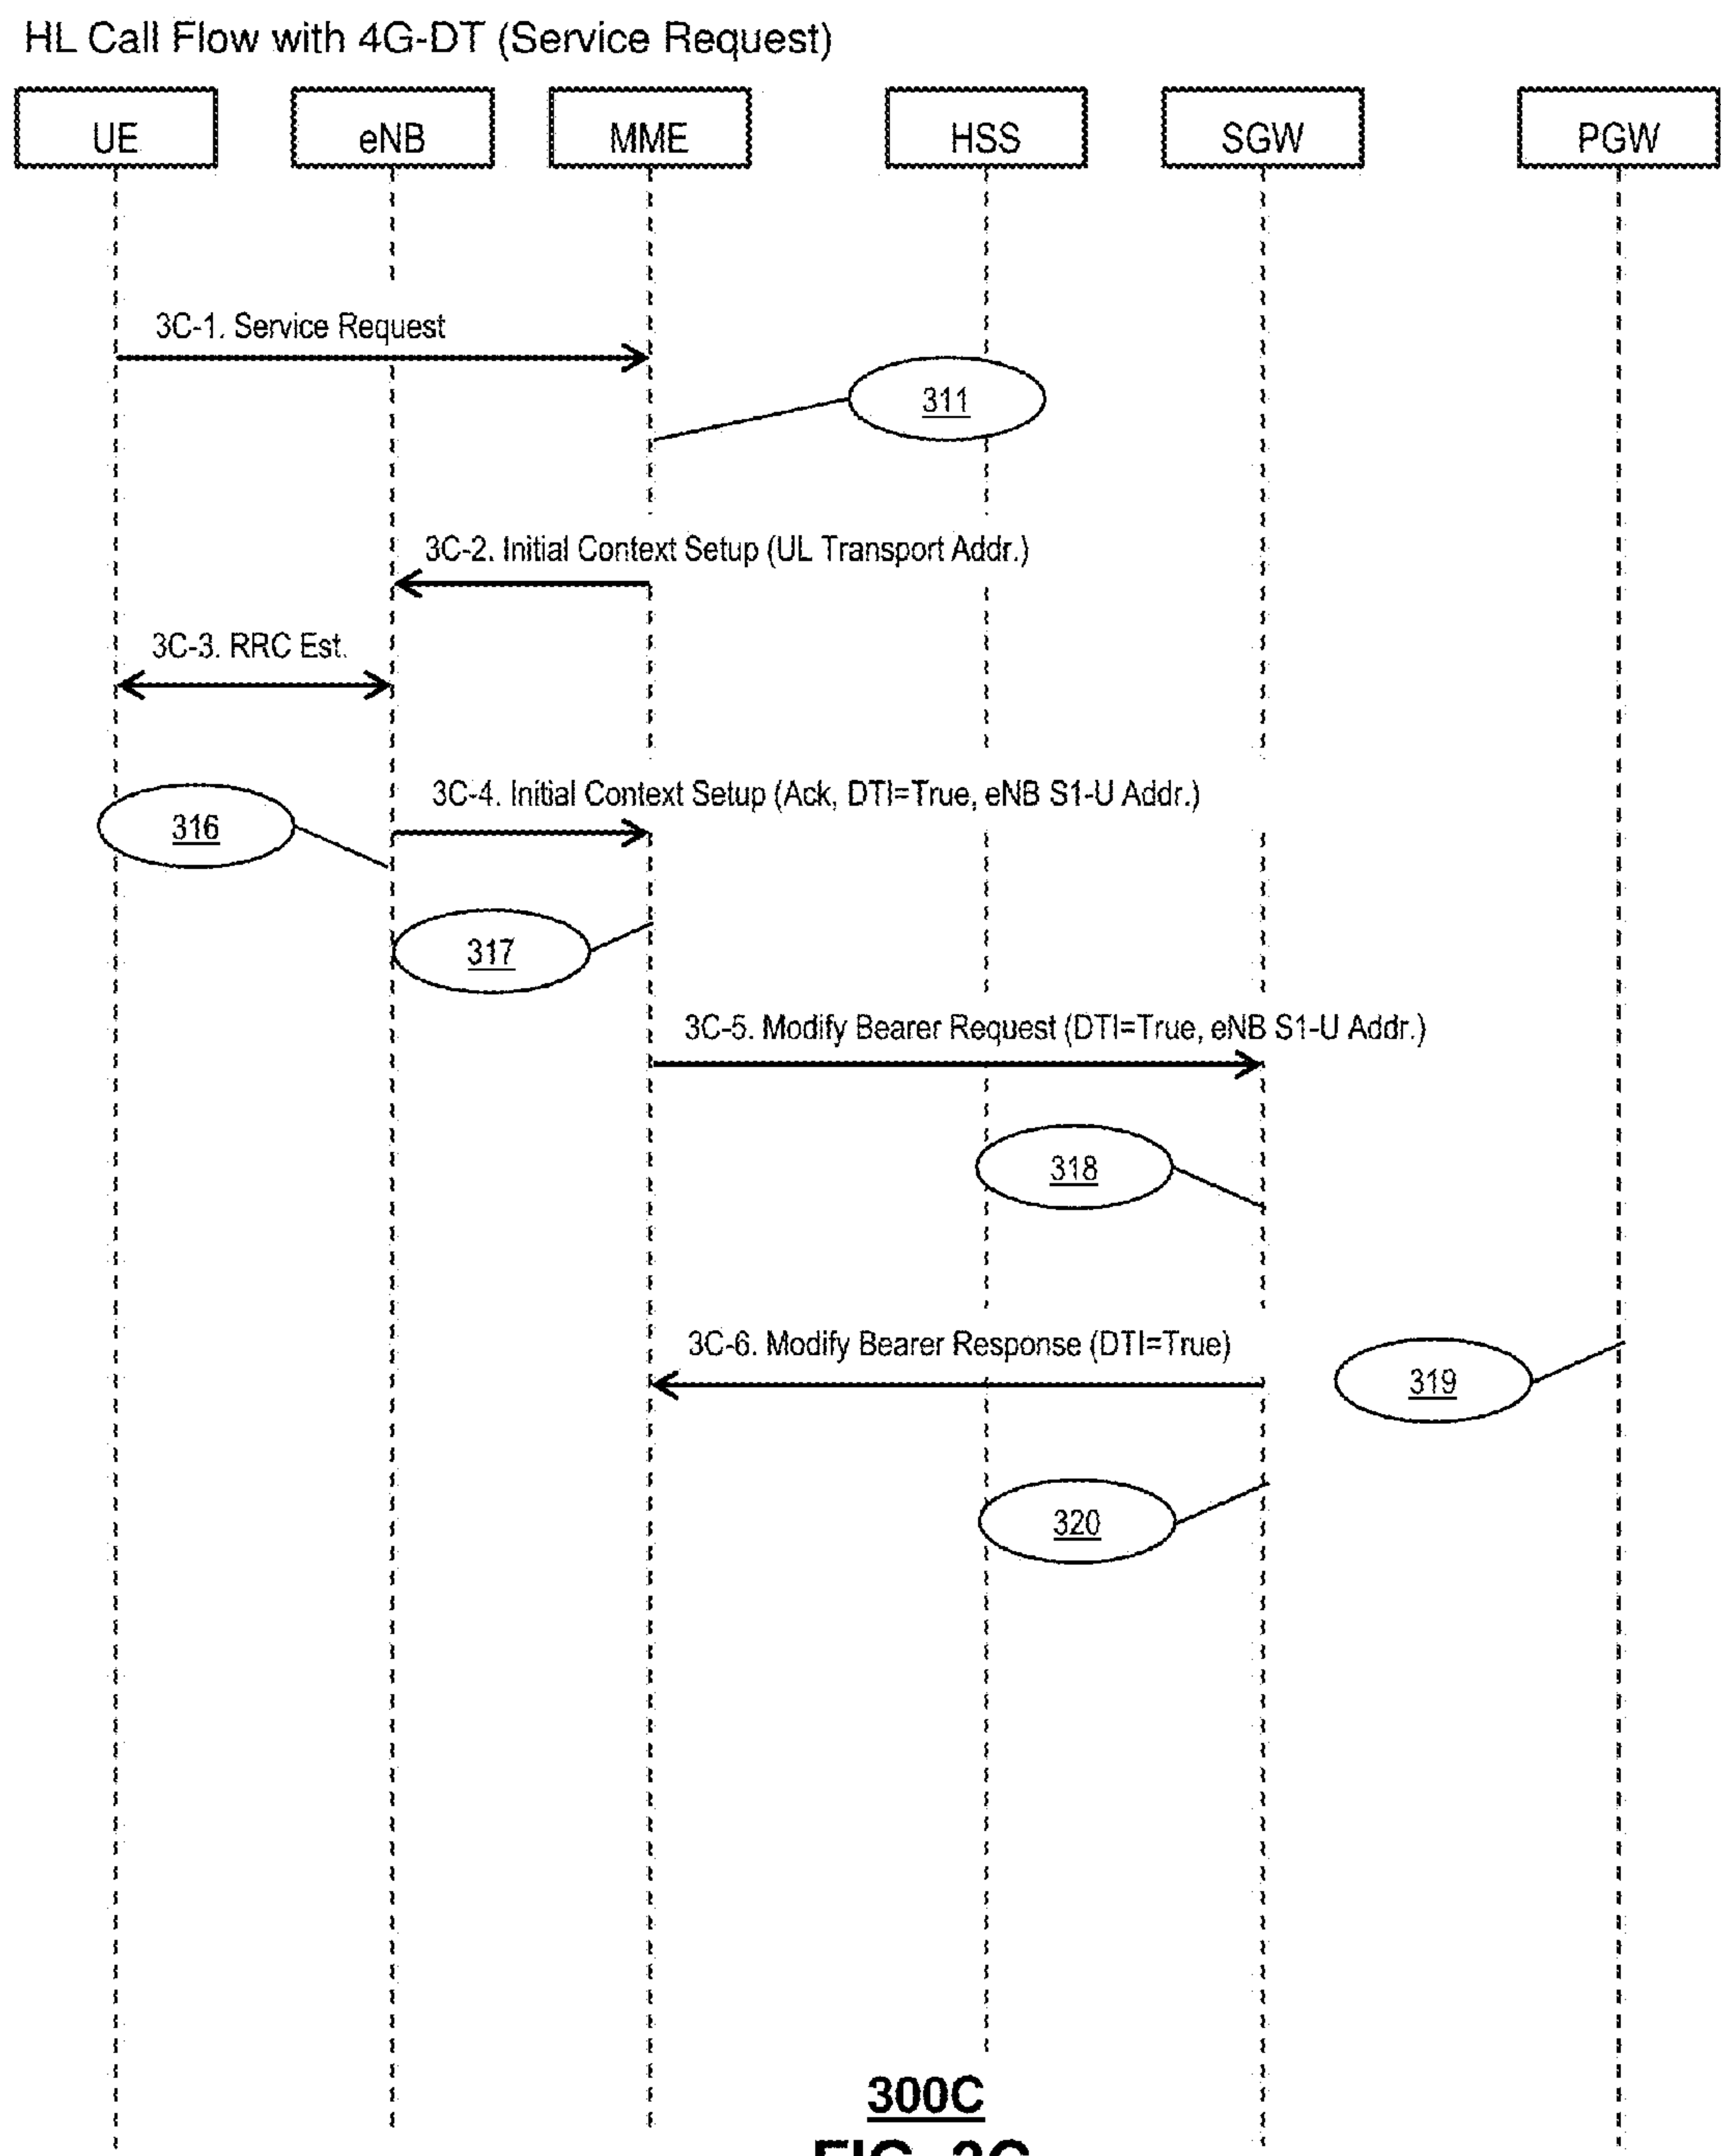 HL Call Flow with 4G-DT (Service Request)
UE eNB MME HSS SGW PGW
3C-1. Service Request
311
3C-2. Initial Context Setup (UL Transport Addr.)
3C-3. RRC Est.
3C-4. Initial Context Setup (Ack, DTI=True, eNB S1-U Addr.)
316
317
3C-5. Modify Bearer Request (DTI=True, eNB S1-U Addr.)
318
3C-6. Modify Bearer Response (DTI=True)
319
320
300C
FIG. 3C